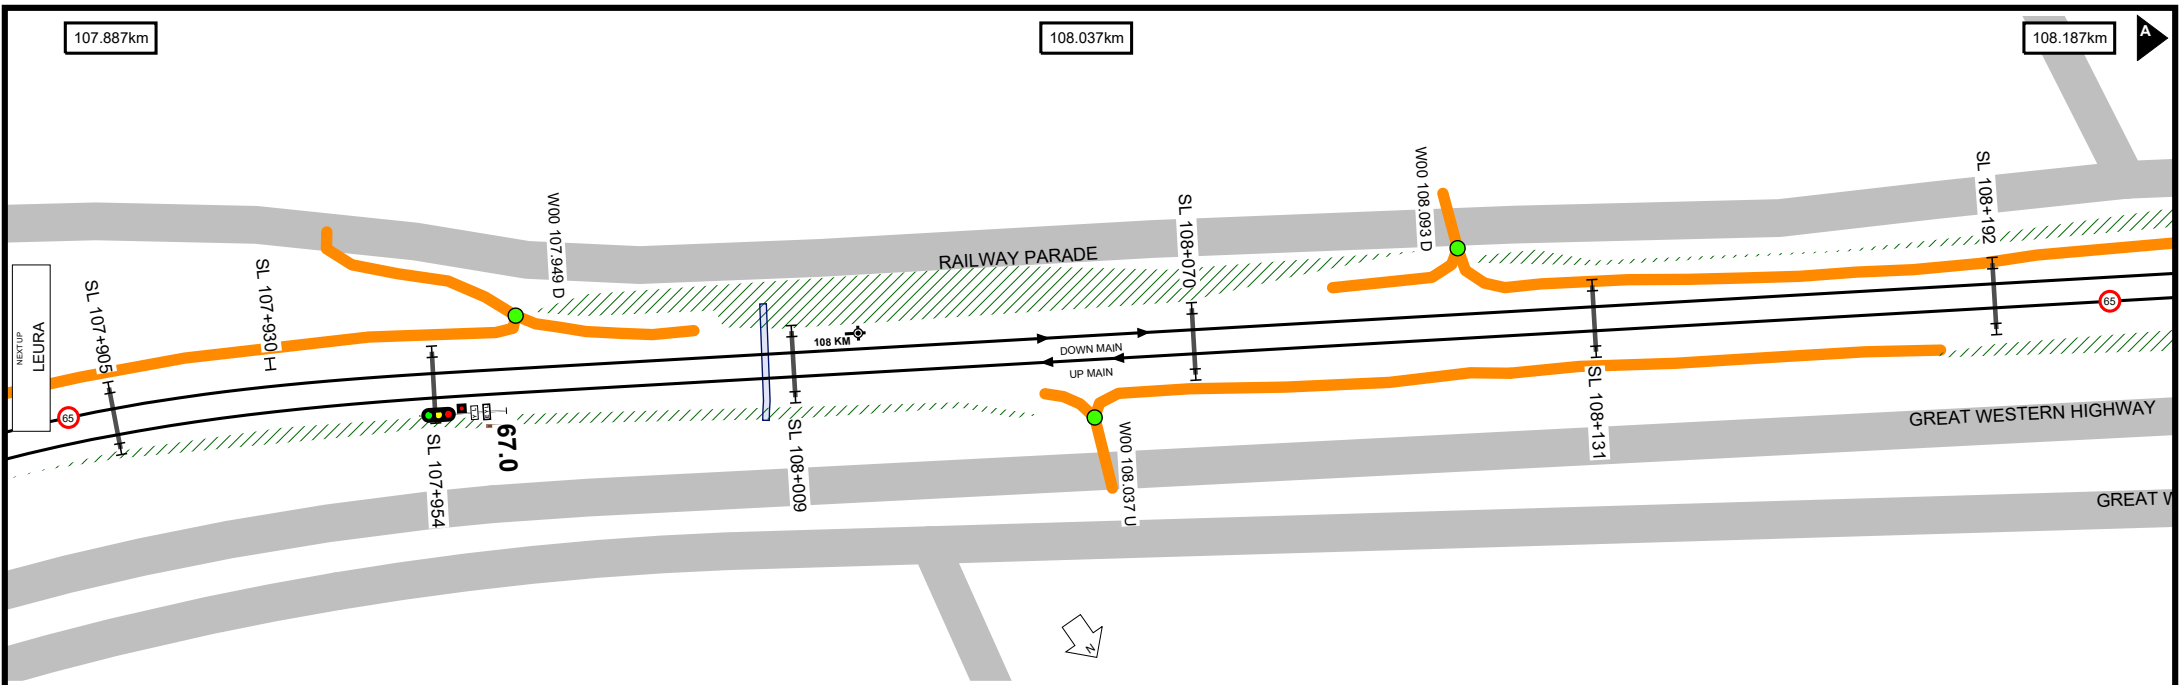 107.887km
108.037km
108.187km
A
W00 107.949 D
SL 108+070
W00 108.093 D
SL 108+192
RAILWAY PARADE
SL 107+905
SL 107+930
NEXT UP
LEURA
108 KM
DOWN MAIN
UP MAIN
65
65
67.0
SL 107+954
SL 108+009
W00 108.037 U
SL 108+131
GREAT WESTERN HIGHWAY
GREAT W
N